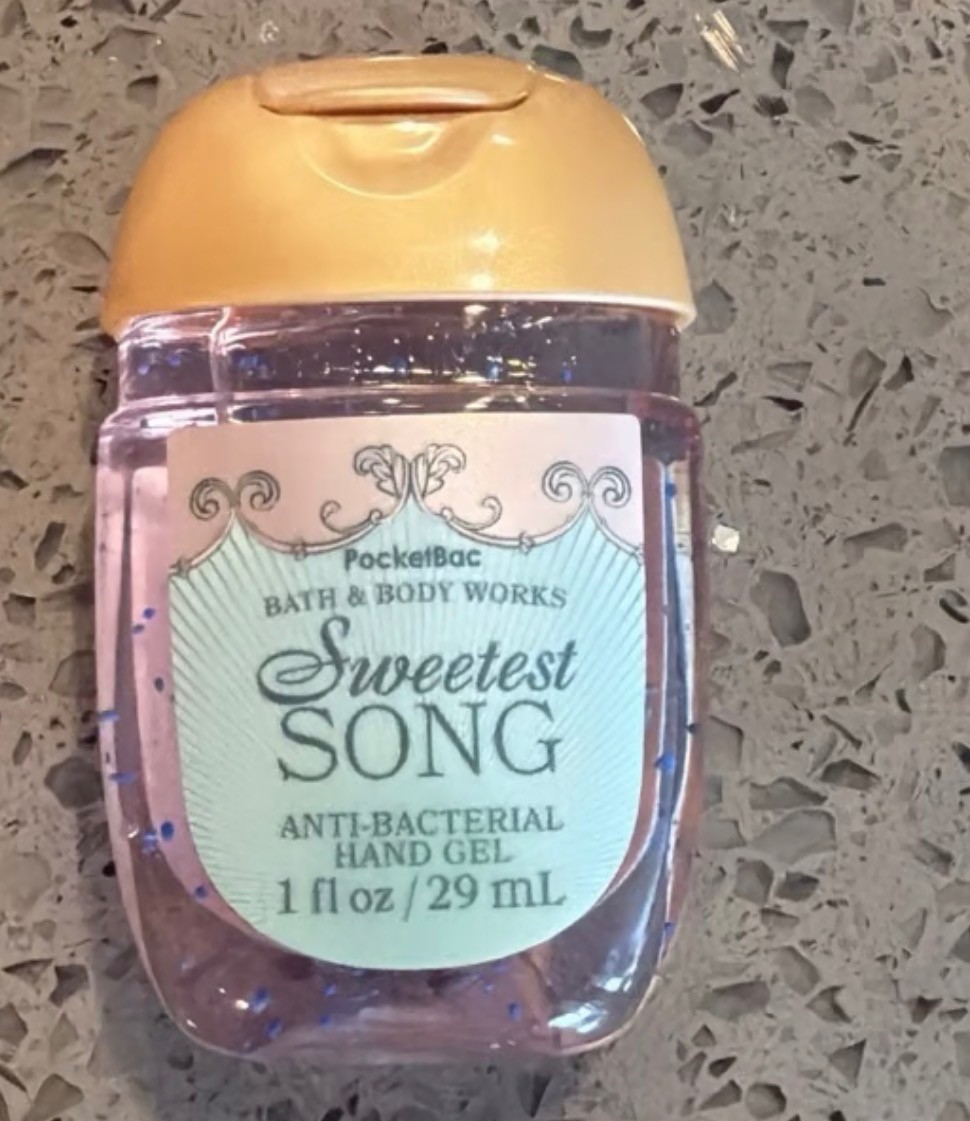 PocketBac
BATH & BODY WORKS
Sweetest
SONG
ANTI-BACTERIAL
HAND GEL
1 fl oz / 29 mL